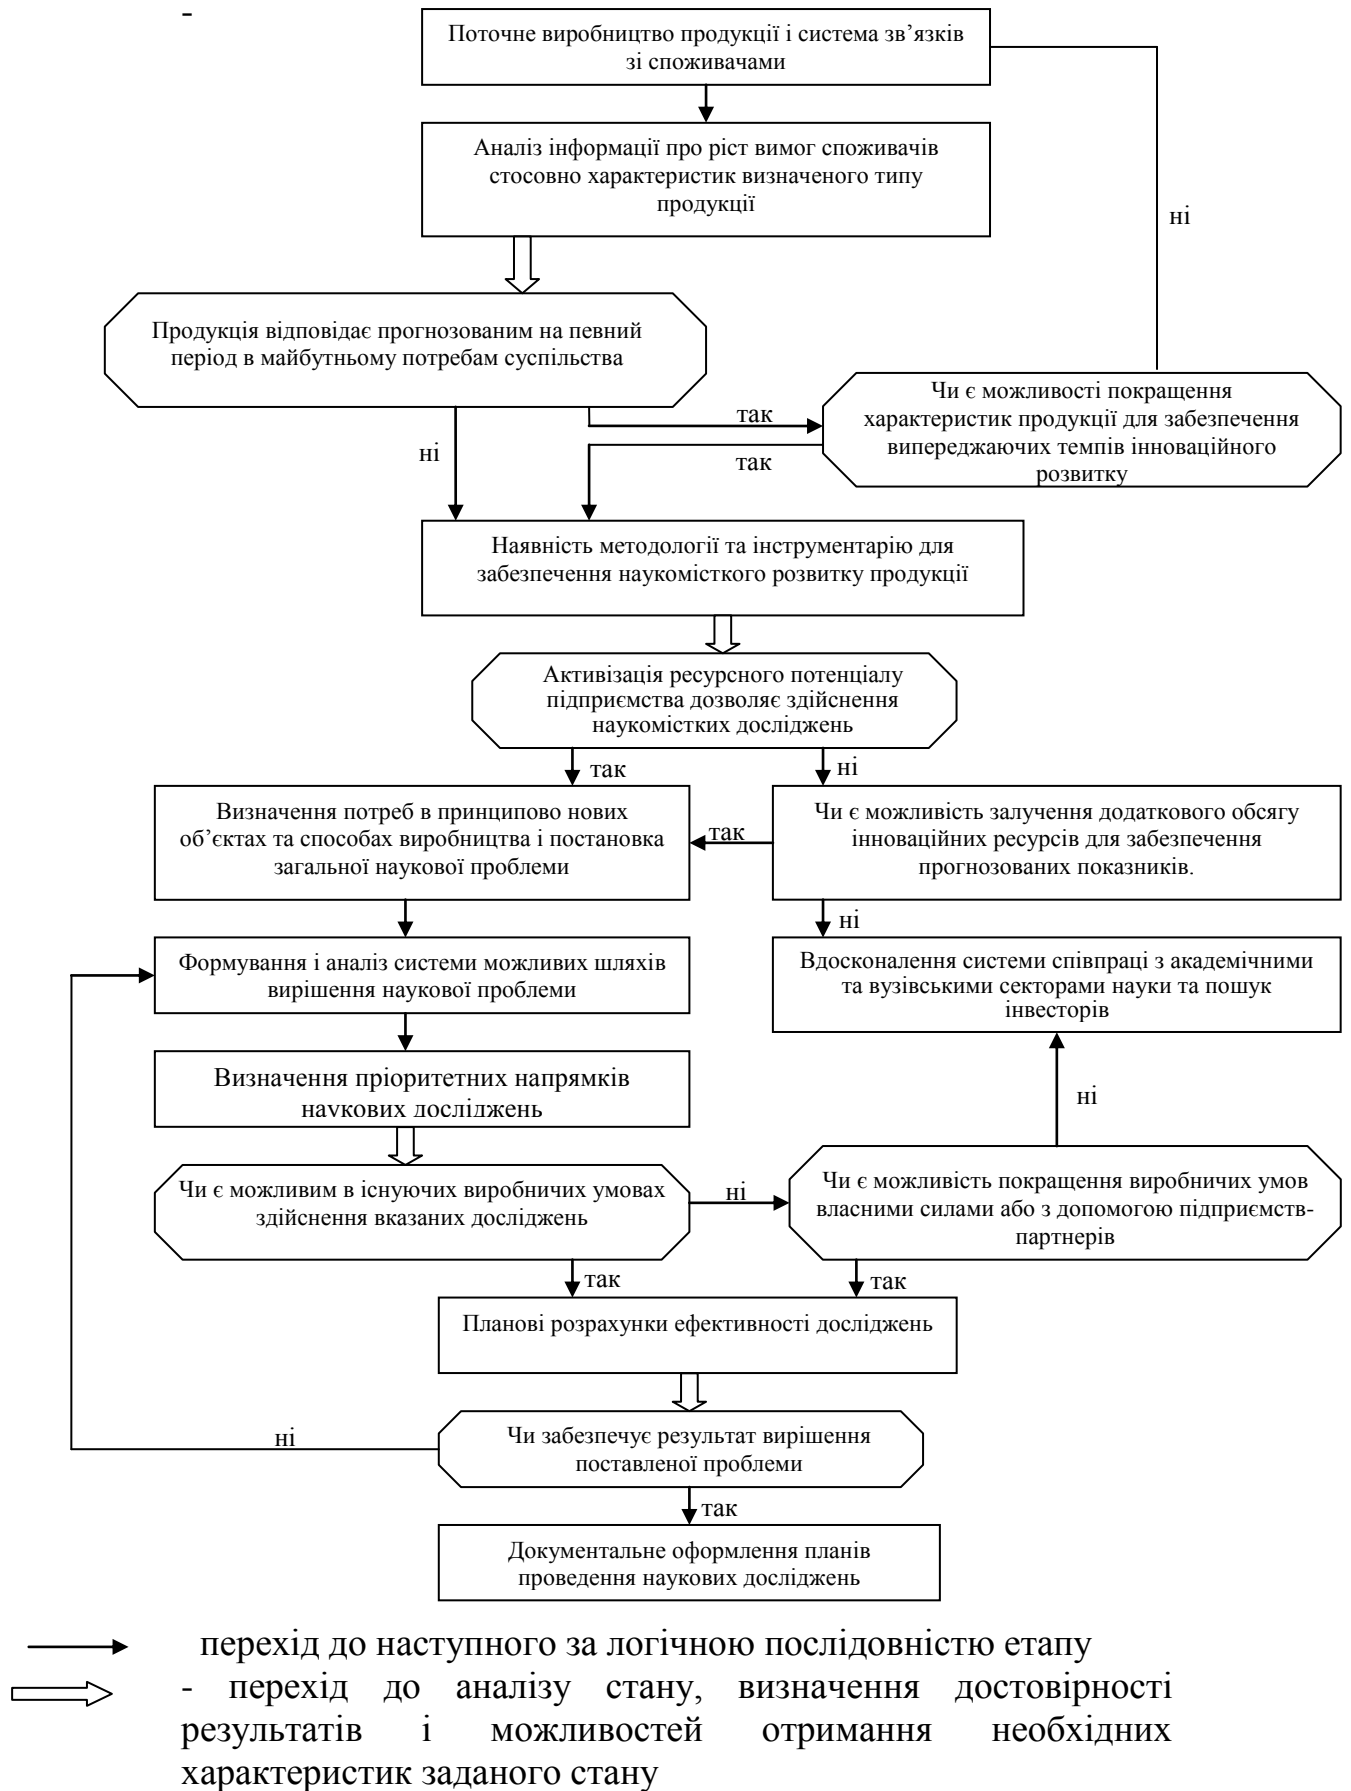 -
Поточне виробництво продукції і система зв’язків
зі споживачами
Аналіз інформації про ріст вимог споживачів
стосовно характеристик визначеного типу
продукції
ні
Продукція відповідає прогнозованим на певний
період в майбутньому потребам суспільства
Чи є можливості покращення
характеристик продукції для забезпечення
випереджаючих темпів інноваційного
розвитку
так
ні
так
Наявність методології та інструментарію для
забезпечення наукомісткого розвитку продукції
Активізація ресурсного потенціалу
підприємства дозволяє здійснення
наукомістких досліджень
так
ні
Визначення потреб в принципово нових
об’єктах та способах виробництва і постановка
загальної наукової проблеми
так
Чи є можливість залучення додаткового обсягу
інноваційних ресурсів для забезпечення
прогнозованих показників.
ні
Формування і аналіз системи можливих шляхів
вирішення наукової проблеми
Вдосконалення системи співпраці з академічними
та вузівськими секторами науки та пошук
інвесторів
Визначення пріоритетних напрямків
наукових досліджень
ні
Чи є можливим в існуючих виробничих умовах
здійснення вказаних досліджень
ні
Чи є можливість покращення виробничих умов
власними силами або з допомогою підприємств-
партнерів
так
так
Планові розрахунки ефективності досліджень
ні
Чи забезпечує результат вирішення
поставленої проблеми
так
Документальне оформлення планів
проведення наукових досліджень
перехід до наступного за логічною послідовністю етапу
- перехід до аналізу стану, визначення достовірності
результатів і можливостей отримання необхідних
характеристик заданого стану